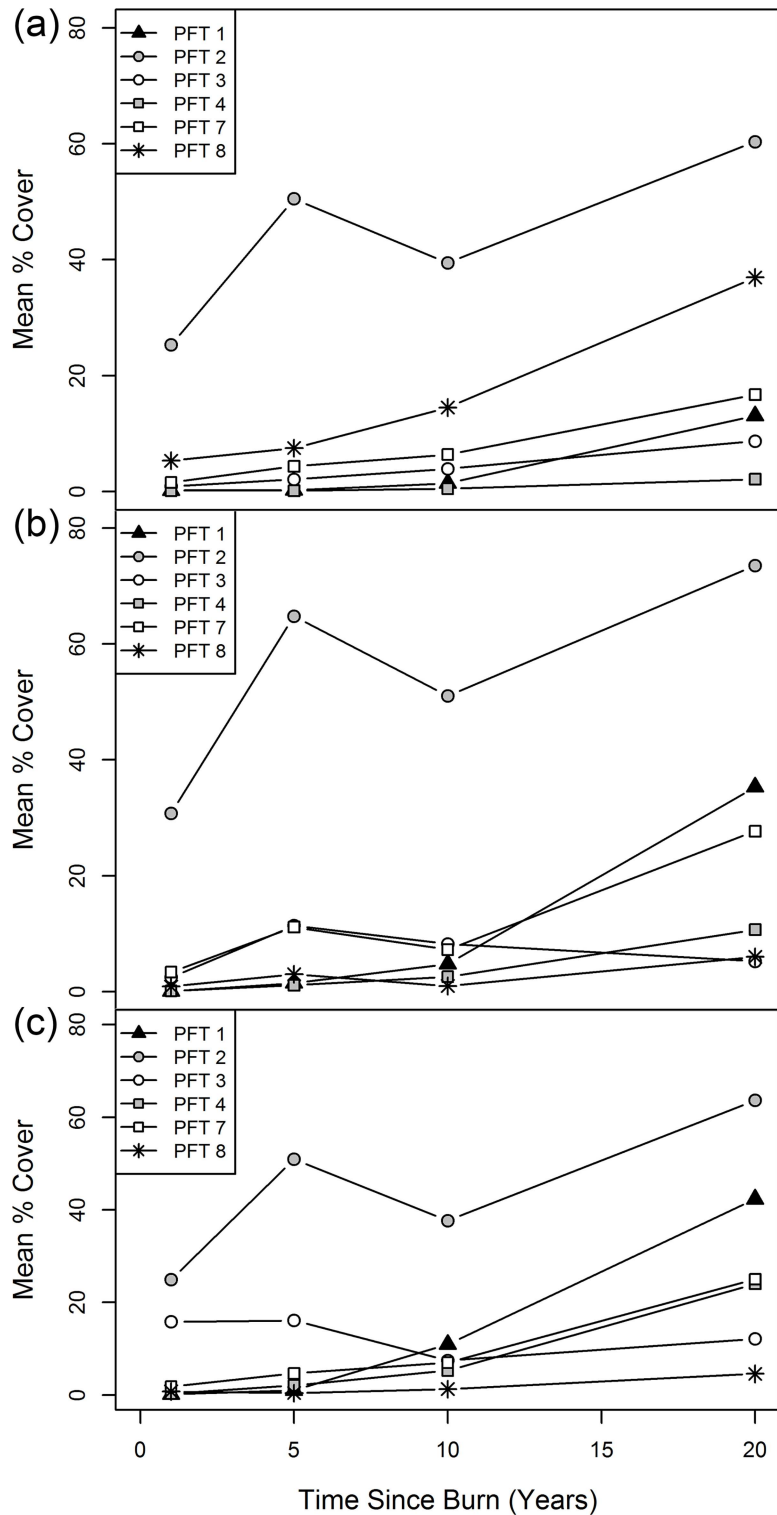 (a)
PFT 1
PFT 2
PFT 3
PFT 4
PFT 7
PFT 8
Mean % Cover
80
60
40
20
0
(b)
PFT 1
PFT 2
PFT 3
PFT 4
PFT 7
PFT 8
Mean % Cover
80
60
40
20
0
(c)
PFT 1
PFT 2
PFT 3
PFT 4
PFT 7
PFT 8
Mean % Cover
80
60
40
20
0
0 5 10 15 20
Time Since Burn (Years)